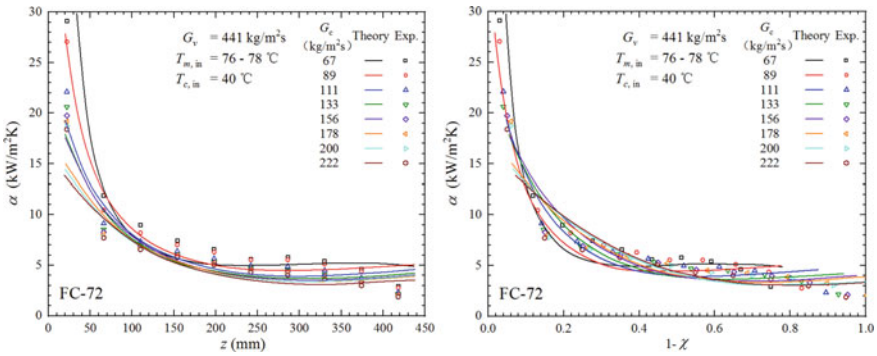 G_v = 441 kg/m²s
T_m, in = 76 - 78 ℃
T_c, in = 40 ℃
G_c Theory Exp.
(kg/m²s)
67
89
111
133
156
178
200
222
α (kW/m²K)
30
25
20
15
10
5
0
FC-72
0 50 100 150 200 250 300 350 400 450
z (mm)
G_v = 441 kg/m²s
T_m, in = 76 - 78 ℃
T_c, in = 40 ℃
G_c Theory Exp.
(kg/m²s)
67
89
111
133
156
178
200
222
α (kW/m²K)
30
25
20
15
10
5
0
FC-72
0.0 0.2 0.4 0.6 0.8 1.0
1- χ